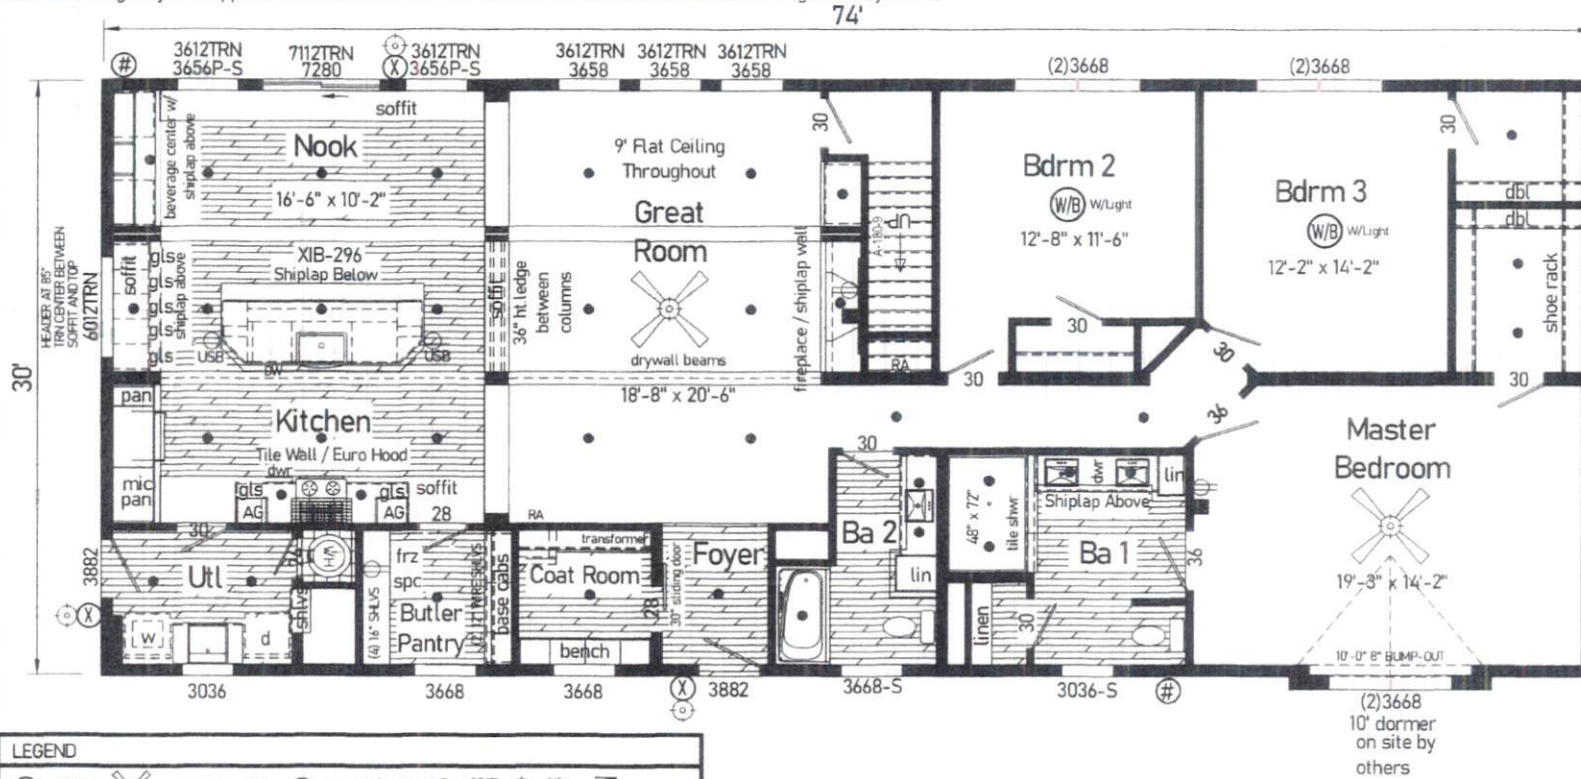 74'
3612TRN
3656P-S
7112TRN
7280
3612TRN
3656P-S
3612TRN
3658
3612TRN
3658
3612TRN
3658
(2)3668
(2)3668
#
X
soffit
beverage center w/
shiplap above
Nook
16'-6" x 10'-2"
9' Flat Ceiling
Throughout
Great
Room
30
Bdrm 2
W/B W/Light
12'-8" x 11'-6"
Bdrm 3
W/B W/Light
12'-2" x 14'-2"
30
dbl
dbl
shoe rack
UP
A-180-9
30'
HEADER AT 85"
TRN CENTER BETWEEN
SOFFIT AND TOP
6012TRN
soffit
gls
gls
gls
gls
gls
shiplap above
XIB-296
Shiplap Below
USB
DW
USB
soffit
36" ht.ledge
between
columns
drywall beams
18'-8" x 20'-6"
fireplace / shiplap wall
RA
30
30
30
30
36
pan
mic
pan
Kitchen
Tile Wall / Euro Hood
dwr
gls
AG
gls
AG
soffit
28
RA
30
30
Master
Bedroom
19'-3" x 14'-2"
10'-0" 8" BUMP-OUT
3882
X
Utl
WH
shlvs
w
d
frz
spc
Butler
Pantry
(4) 16" SHLVS
base cabs
transformer
Coat Room
bench
28
30" sliding door
Foyer
Ba 2
lin
48" x 72"
tile shwr
dwr
lin
Shiplap Above
Ba 1
36
linen
30
3036
3668
3668
X
3882
3668-S
3036-S
#
(2)3668
10' dormer
on site by
others
LEGEND